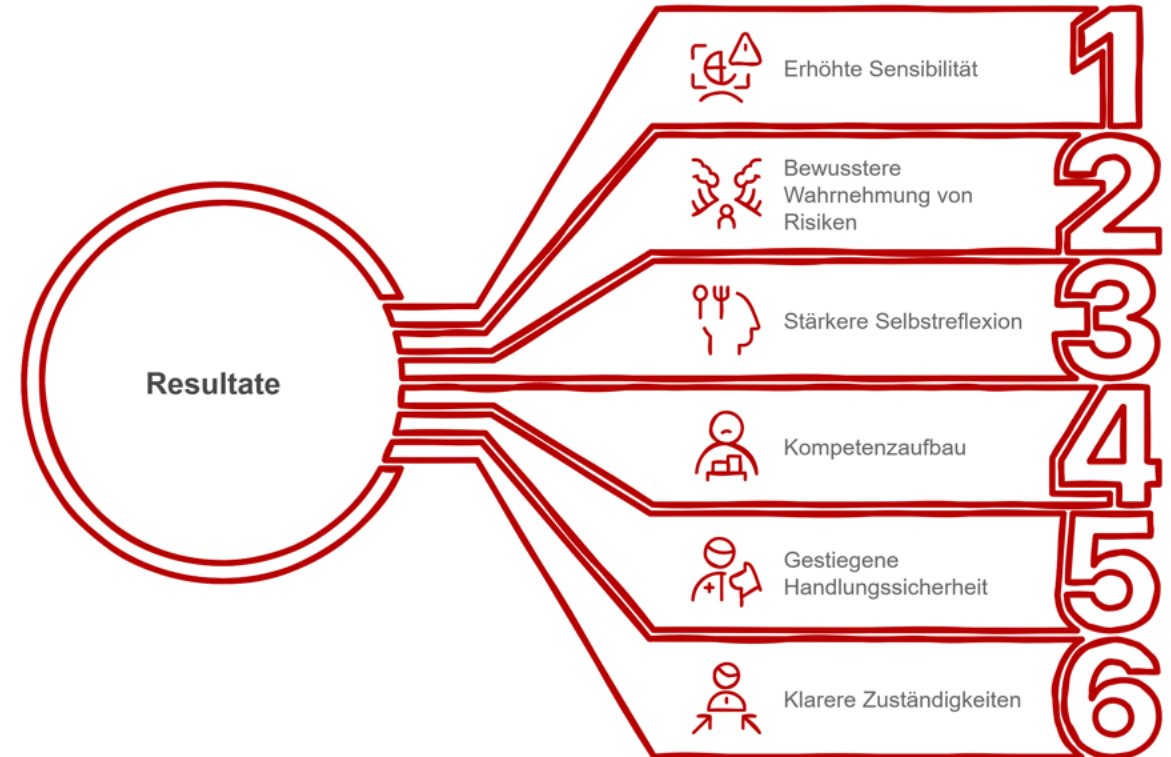 Resultate
Erhöhte Sensibilität
1
Bewusstere
Wahrnehmung von
Risiken
2
Stärkere Selbstreflexion
3
Kompetenzaufbau
4
Gestiegene
Handlungssicherheit
5
Klarere Zuständigkeiten
6